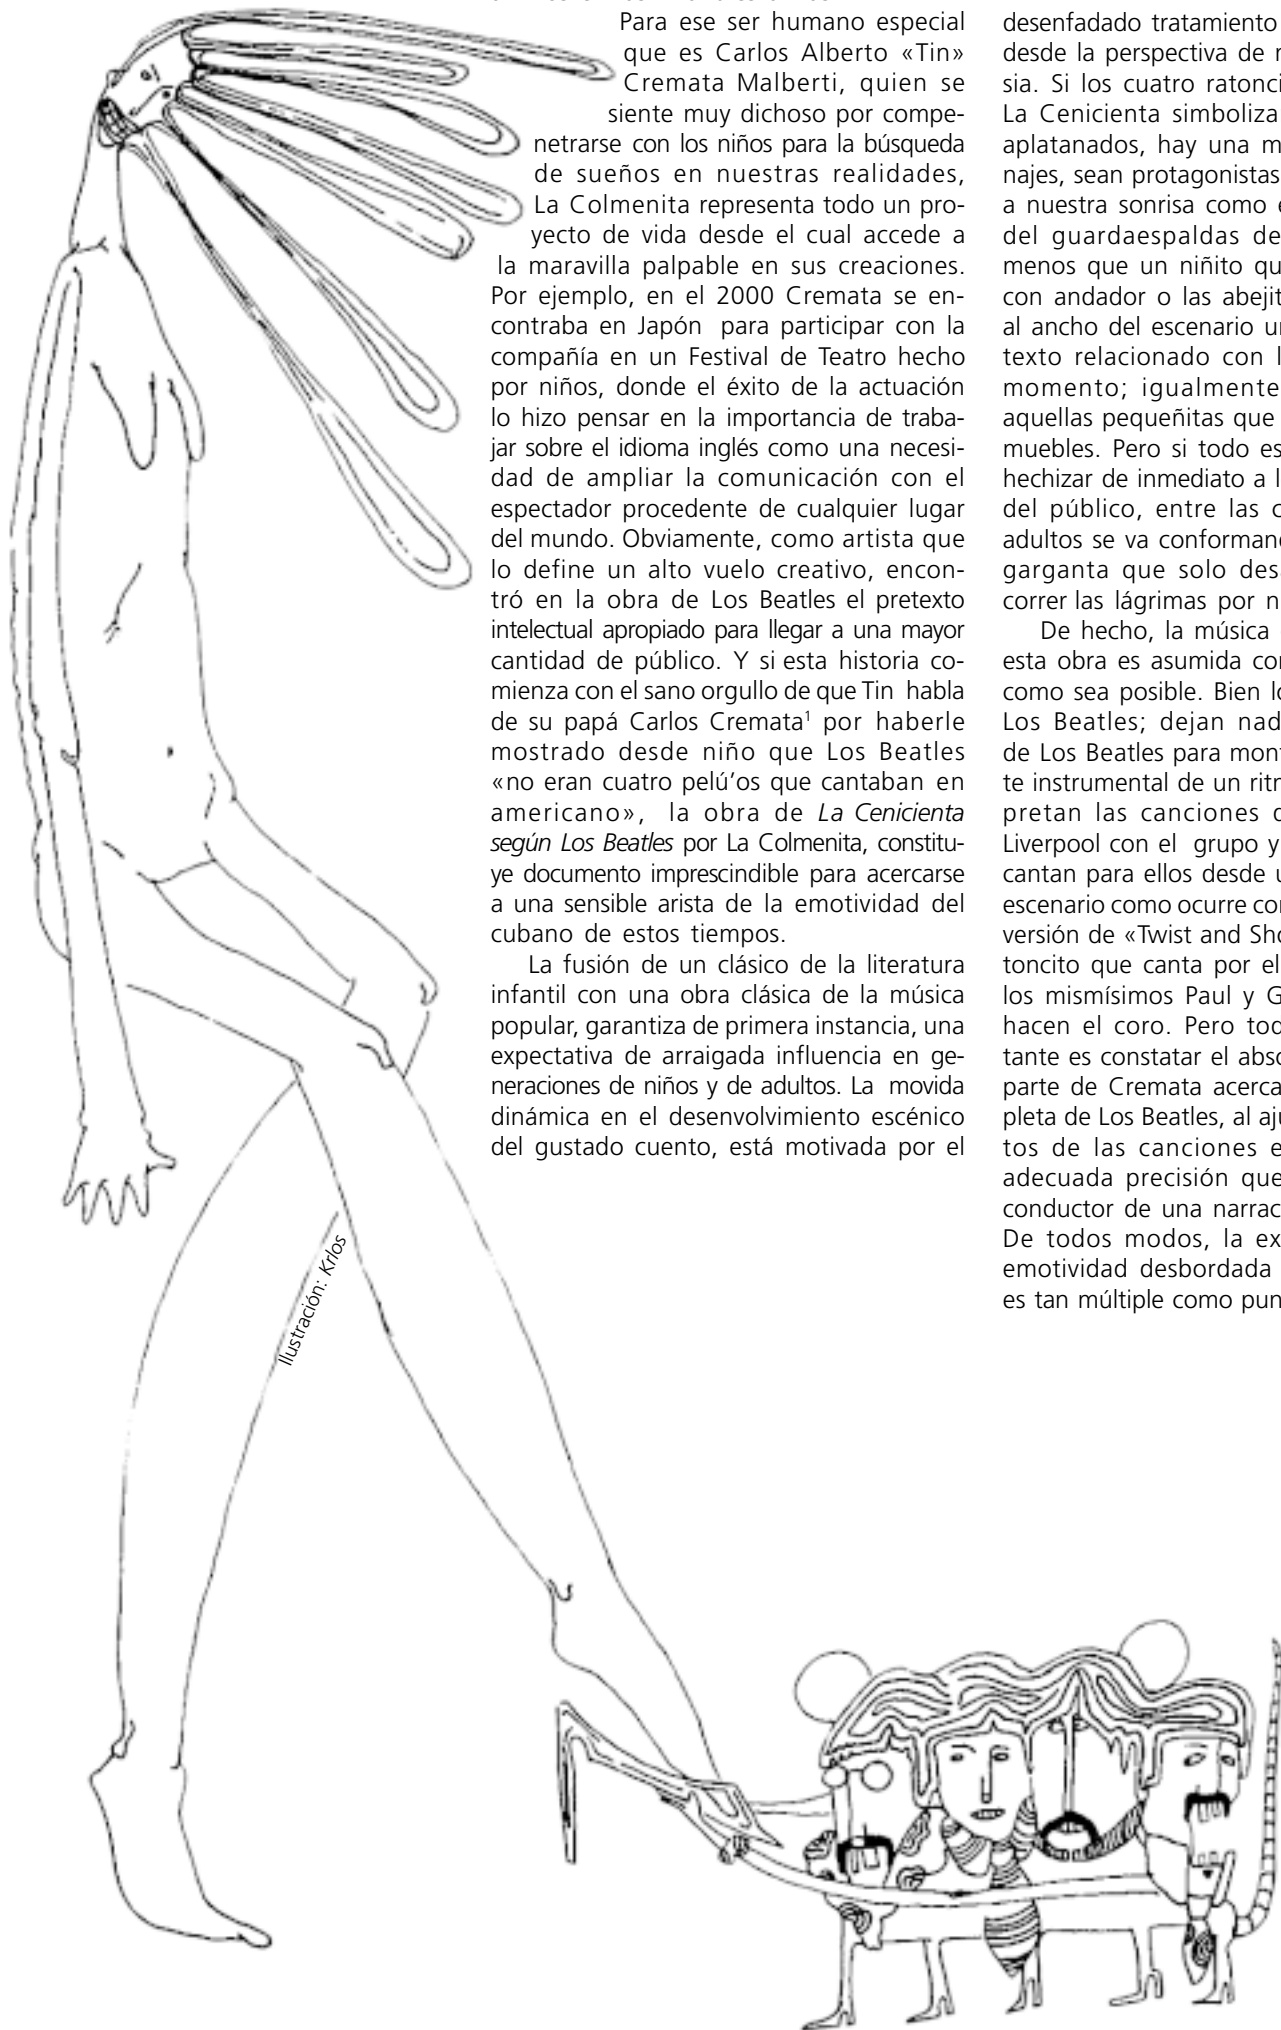 Para ese ser humano especial
que es Carlos Alberto «Tin»
Cremata Malberti, quien se
siente muy dichoso por compe-
netrarse con los niños para la búsqueda
de sueños en nuestras realidades,
La Colmenita representa todo un pro-
yecto de vida desde el cual accede a
la maravilla palpable en sus creaciones.
Por ejemplo, en el 2000 Cremata se en-
contraba en Japón para participar con la
compañía en un Festival de Teatro hecho
por niños, donde el éxito de la actuación
lo hizo pensar en la importancia de traba-
jar sobre el idioma inglés como una necesi-
dad de ampliar la comunicación con el
espectador procedente de cualquier lugar
del mundo. Obviamente, como artista que
lo define un alto vuelo creativo, encon-
tró en la obra de Los Beatles el pretexto
intelectual apropiado para llegar a una mayor
cantidad de público. Y si esta historia co-
mienza con el sano orgullo de que Tin habla
de su papá Carlos Cremata¹ por haberle
mostrado desde niño que Los Beatles
«no eran cuatro pelú’os que cantaban en
americano», la obra de La Cenicienta
según Los Beatles por La Colmenita, constitu-
ye documento imprescindible para acercarse
a una sensible arista de la emotividad del
cubano de estos tiempos.
La fusión de un clásico de la literatura
infantil con una obra clásica de la música
popular, garantiza de primera instancia, una
expectativa de arraigada influencia en ge-
neraciones de niños y de adultos. La movida
dinámica en el desenvolvimiento escénico
del gustado cuento, está motivada por el
desenfadado tratamiento
desde la perspectiva de
sia. Si los cuatro ratonci
La Cenicienta simboliza
aplatanados, hay una m
najes, sean protagonistas
a nuestra sonrisa como
del guardaespaldas de
menos que un niñito qu
con andador o las abejit
al ancho del escenario
texto relacionado con
momento; igualmente
aquellas pequeñitas que
muebles. Pero si todo es
hechizar de inmediato a
del público, entre las
adultos se va conformand
garganta que solo des
correr las lágrimas por
De hecho, la música
esta obra es asumida
como sea posible. Bien
Los Beatles; dejan nad
de Los Beatles para mon
te instrumental de un rit
pretan las canciones
Liverpool con el grupo y
cantan para ellos desde
escenario como ocurre
versión de «Twist and Sho
toncito que canta por el
los mismísimos Paul y G
hacen el coro. Pero tod
tante es constatar el abso
parte de Cremata acerca
pleta de Los Beatles, al aju
tos de las canciones e
adecuada precisión que
conductor de una narrac
De todos modos, la ex
emotividad desbordada
es tan múltiple como pun
Ilustración: Krlos